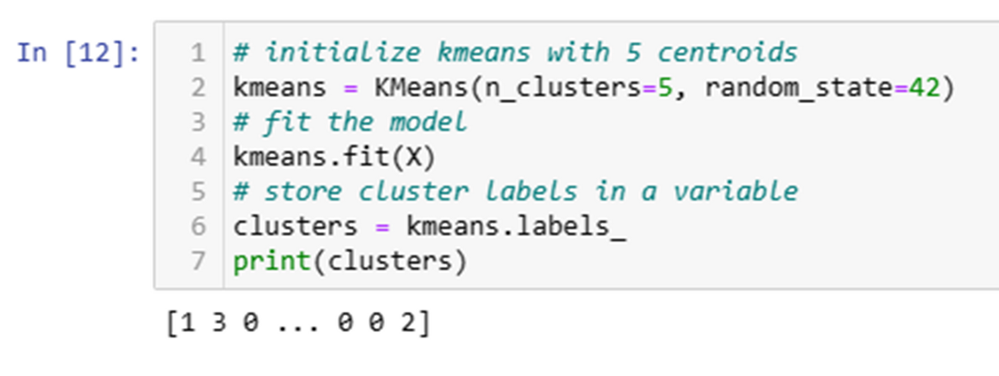 In [12]:
1 # initialize kmeans with 5 centroids
2 kmeans = KMeans(n_clusters=5, random_state=42)
3 # fit the model
4 kmeans.fit(X)
5 # store cluster labels in a variable
6 clusters = kmeans.labels_
7 print(clusters)
[1 3 0 ... 0 0 2]